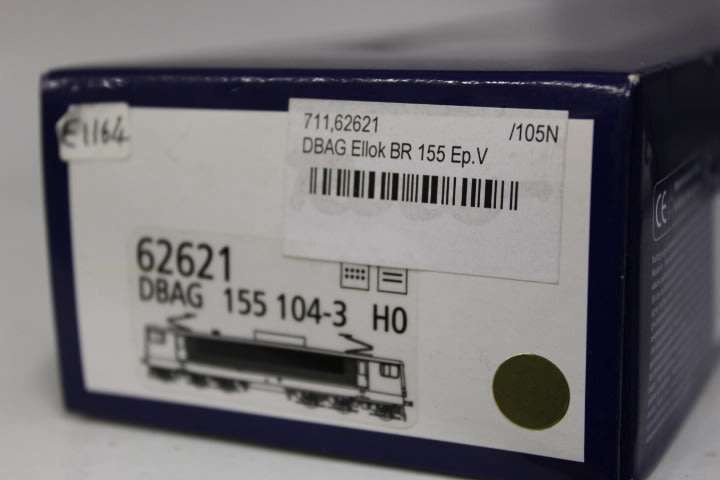 E1164
711,62621 /105N
DBAG Ellok BR 155 Ep.V
62621
DBAG 155 104-3 H0
CE